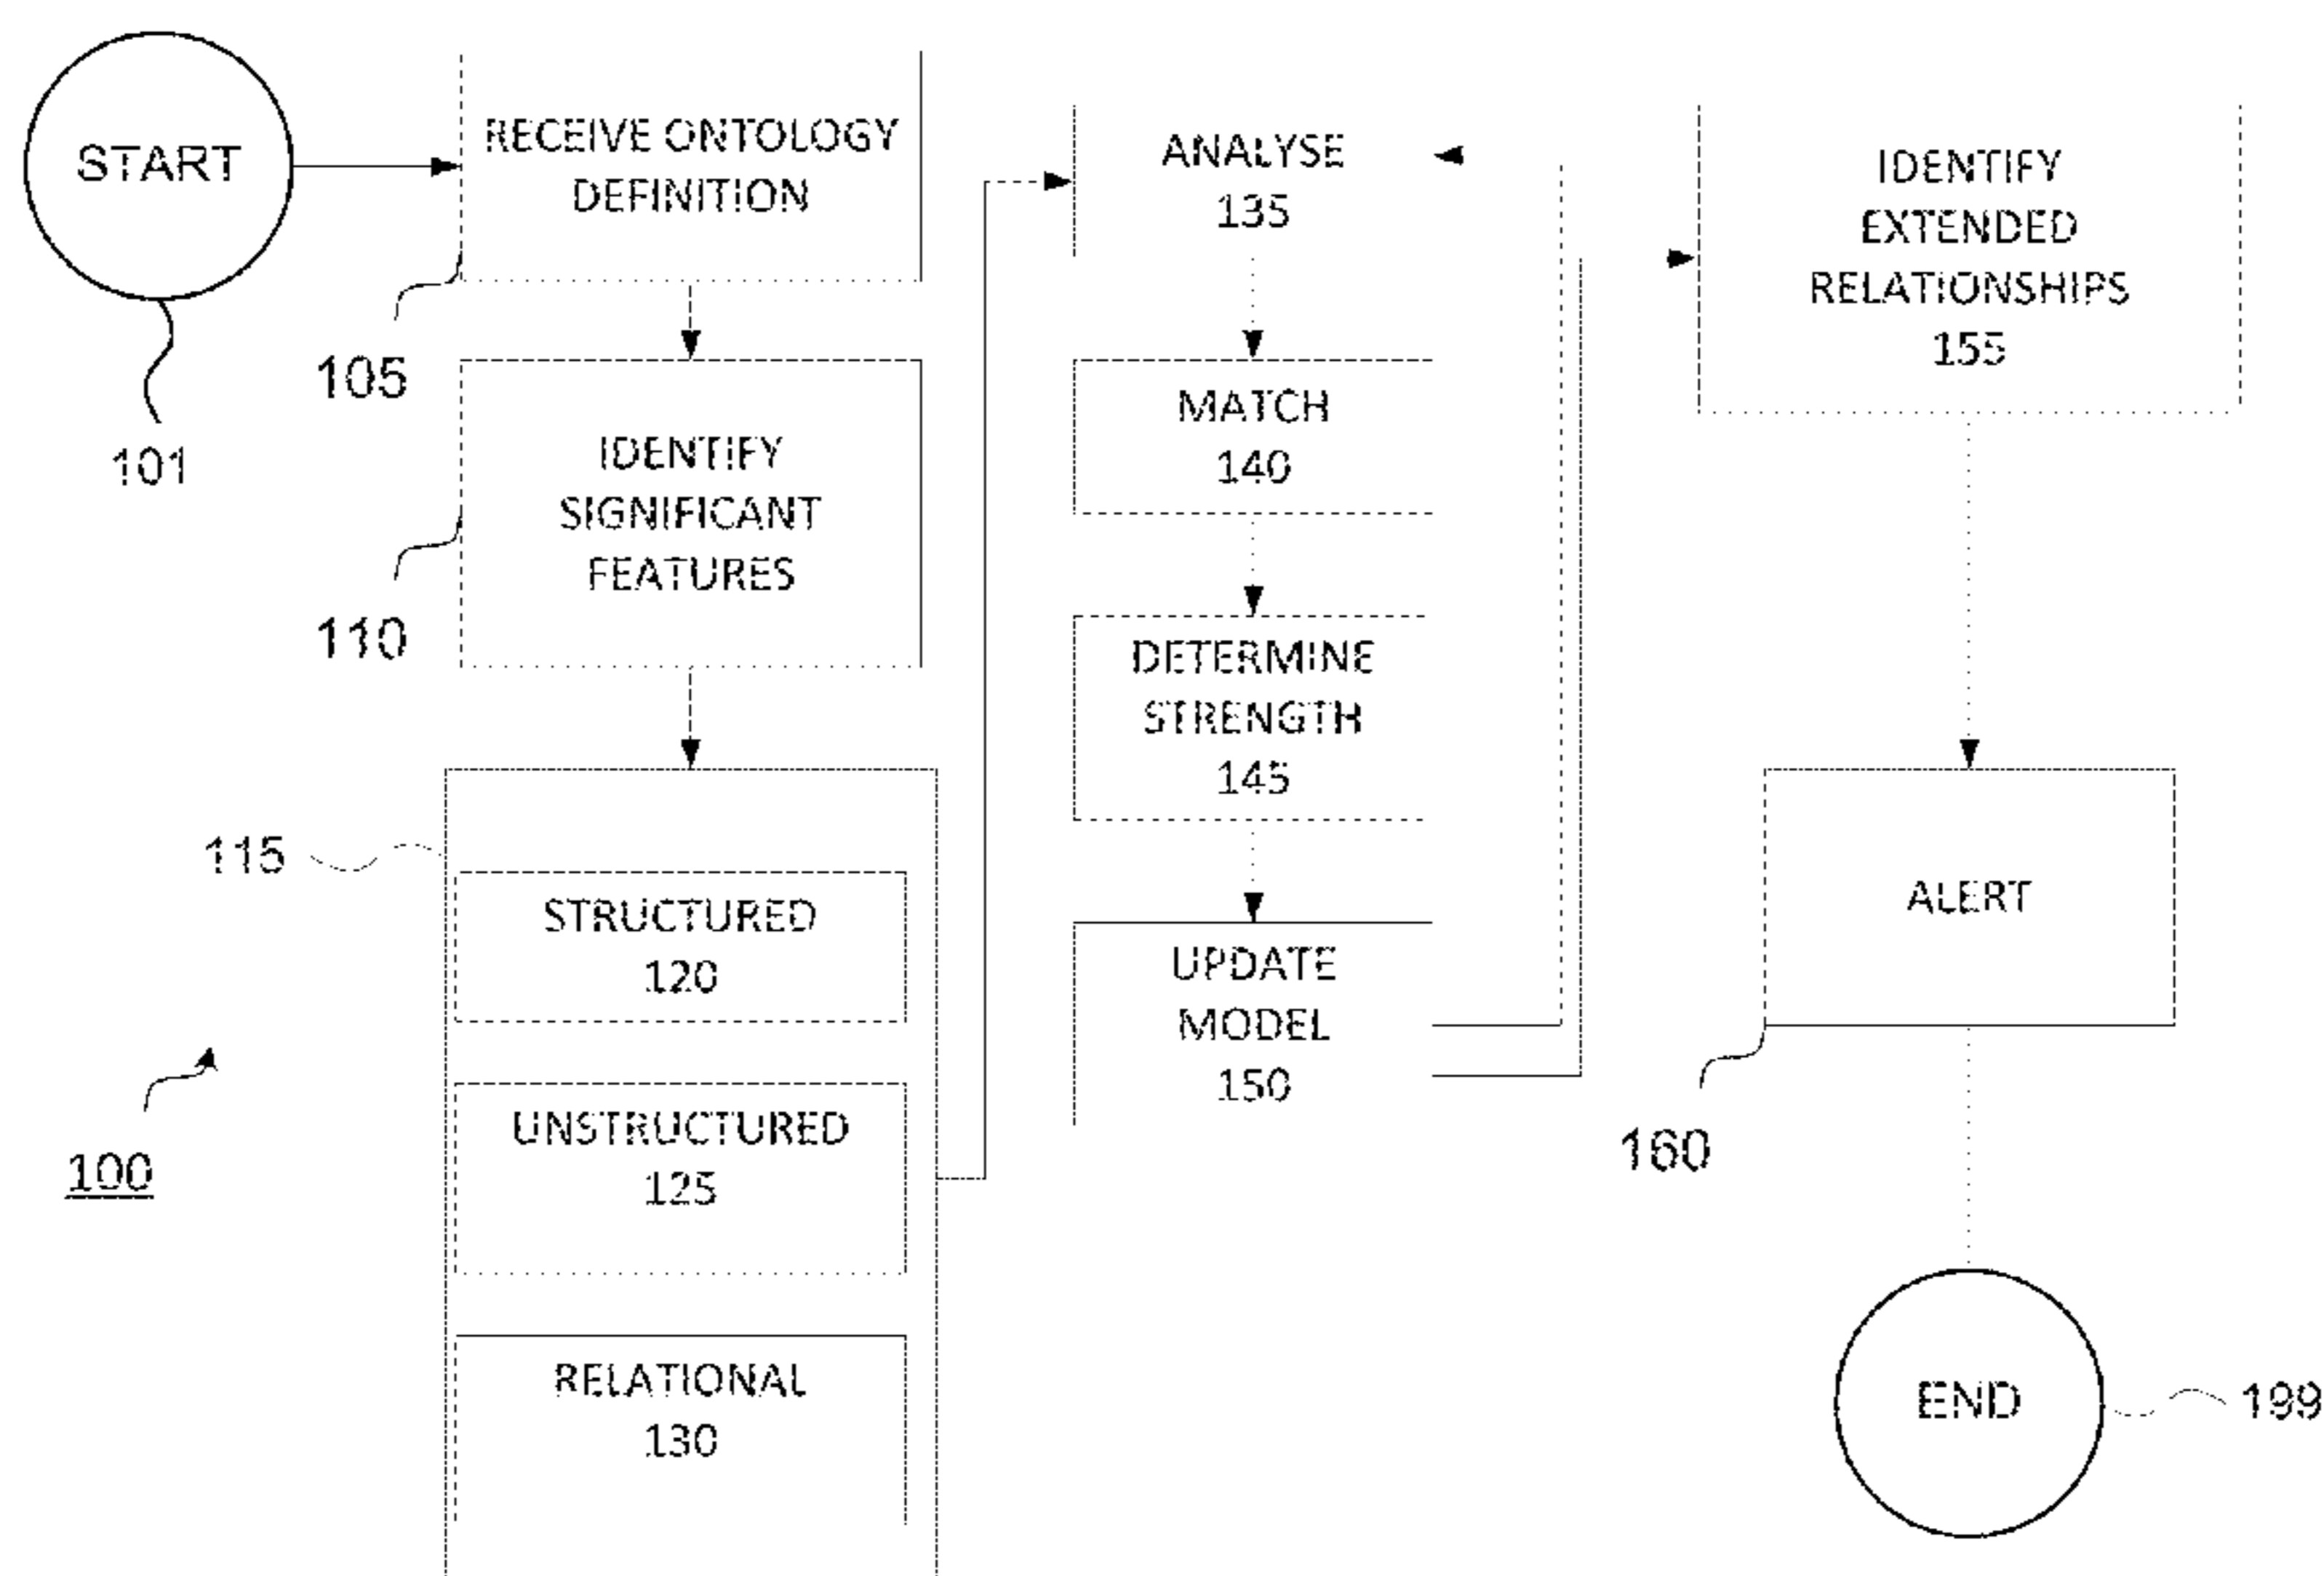 START
101
RECEIVE ONTOLOGY
DEFINITION
105
IDENTIFY
SIGNIFICANT
FEATURES
110
115
STRUCTURED
120
UNSTRUCTURED
125
RELATIONAL
130
100
ANALYSE
135
MATCH
140
DETERMINE
STRENGTH
145
UPDATE
MODEL
150
IDENTIFY
EXTENDED
RELATIONSHIPS
155
ALERT
160
END
199